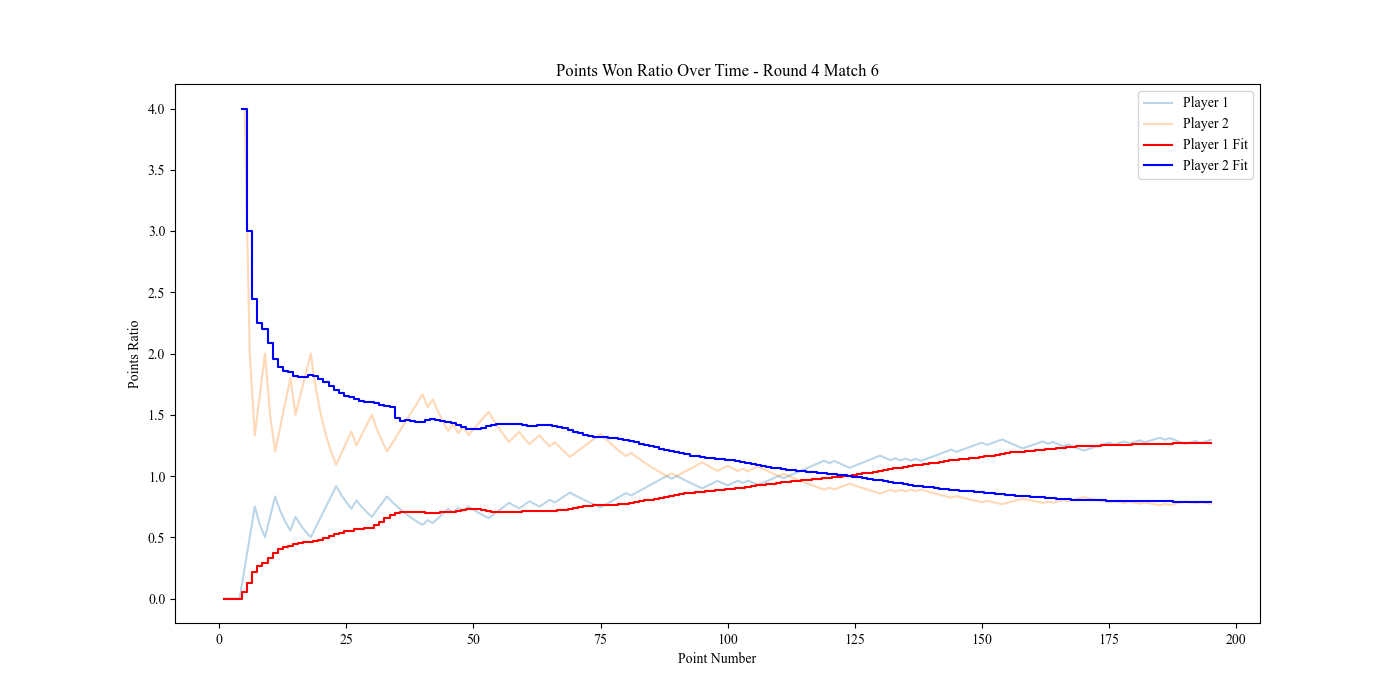 Points Won Ratio Over Time - Round 4 Match 6
Player 1
Player 2
Player 1 Fit
Player 2 Fit
Points Ratio
4.0
3.5
3.0
2.5
2.0
1.5
1.0
0.5
0.0
0 25 50 75 100 125 150 175 200
Point Number